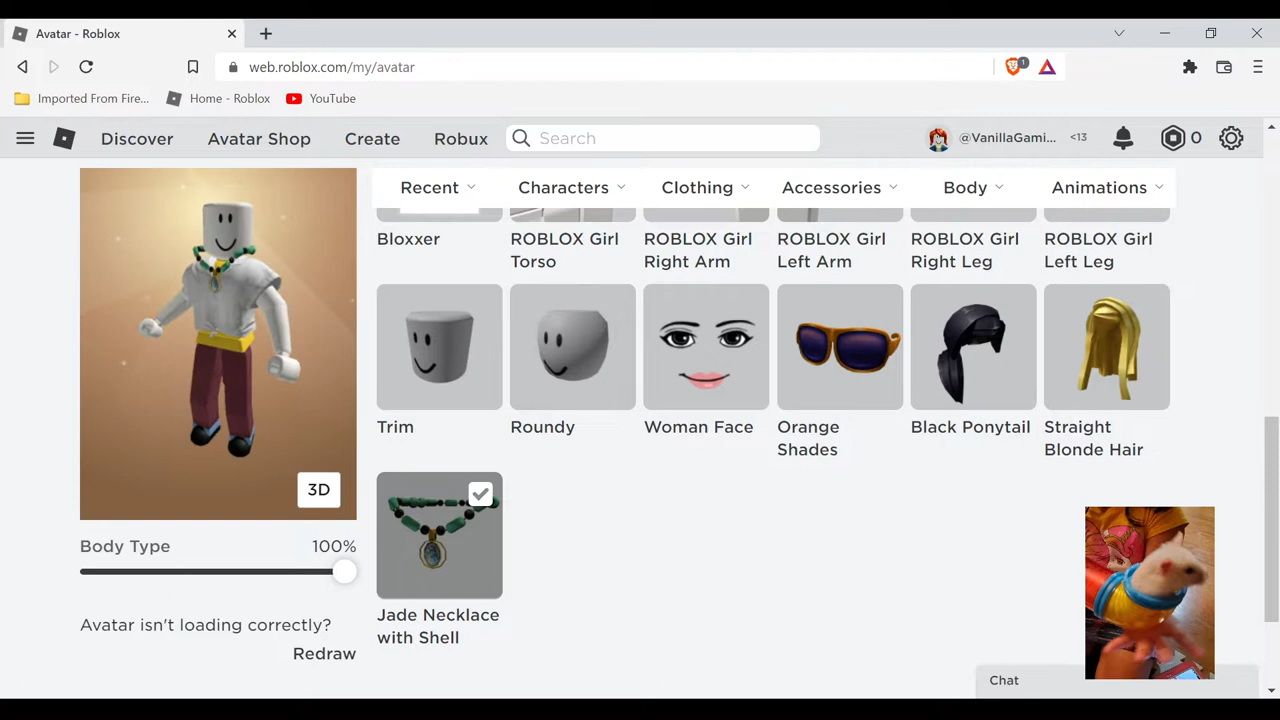 Avatar - Roblox
web.roblox.com/my/avatar
1
Imported From Fire...
Home - Roblox
YouTube
Discover
Avatar Shop
Create
Robux
Search
@VanillaGami...
<13
0
Recent
Characters
Clothing
Accessories
Body
Animations
Bloxxer
ROBLOX Girl
Torso
ROBLOX Girl
Right Arm
ROBLOX Girl
Left Arm
ROBLOX Girl
Right Leg
ROBLOX Girl
Left Leg
Trim
Roundy
Woman Face
Orange
Shades
Black Ponytail
Straight
Blonde Hair
3D
Body Type
100%
Jade Necklace
with Shell
Avatar isn't loading correctly?
Redraw
Chat